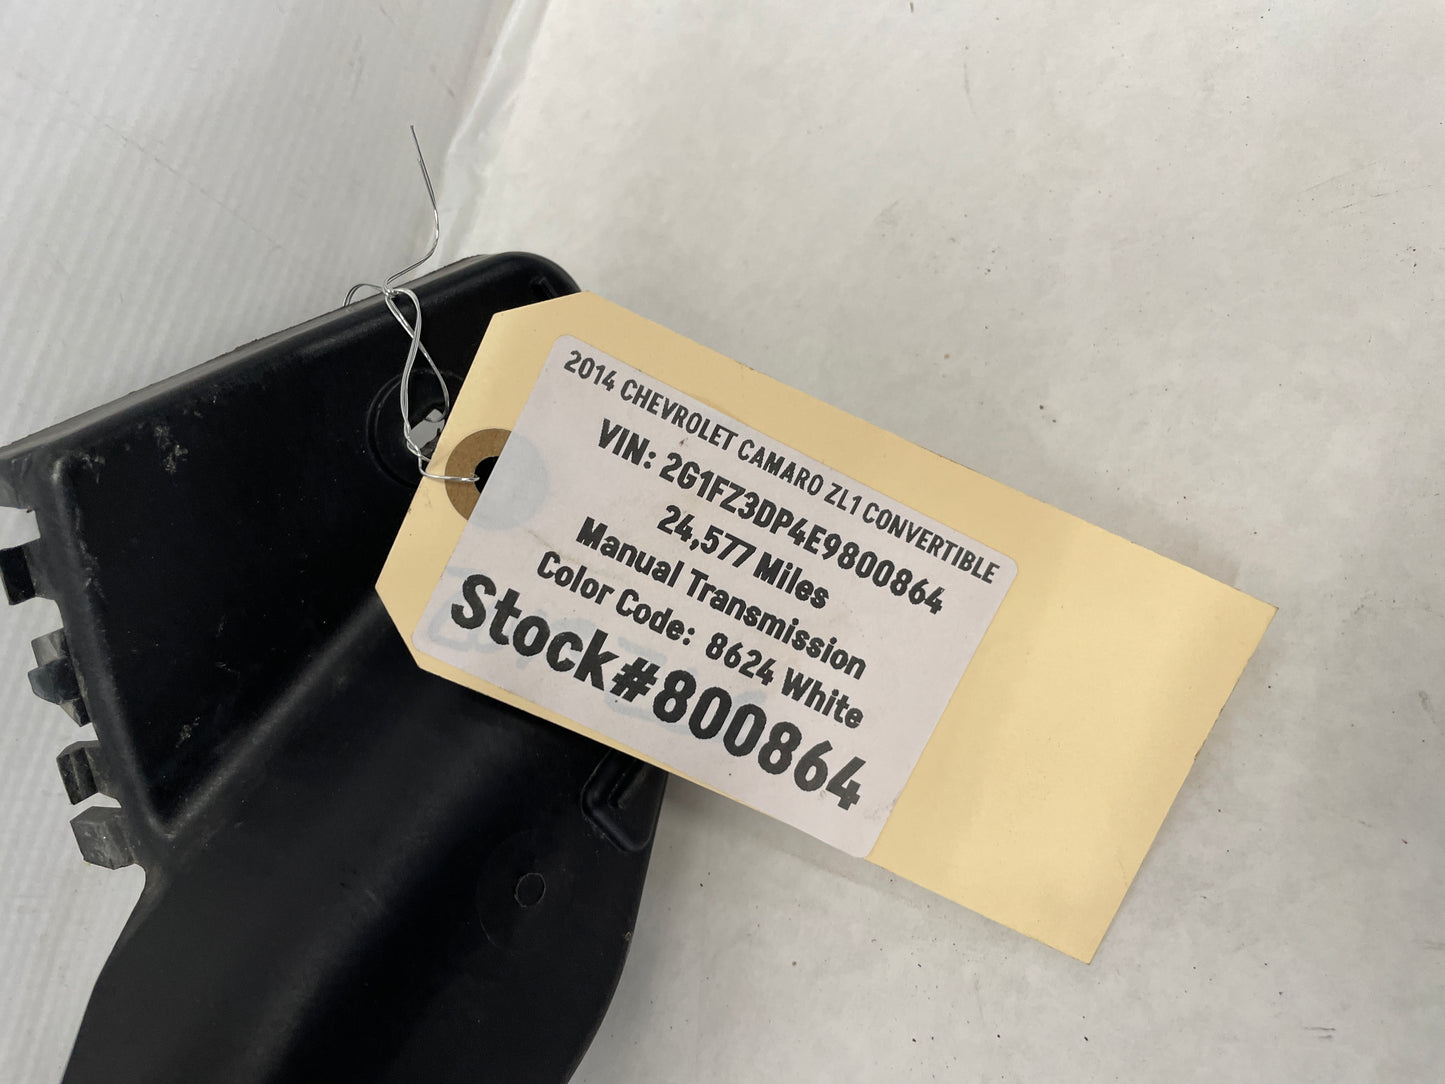 2014 CHEVROLET CAMARO ZL1 CONVERTIBLE
VIN: 2G1FZ3DP4E9800864
24,577 Miles
Manual Transmission
Color Code: 8624 White
Stock#800864